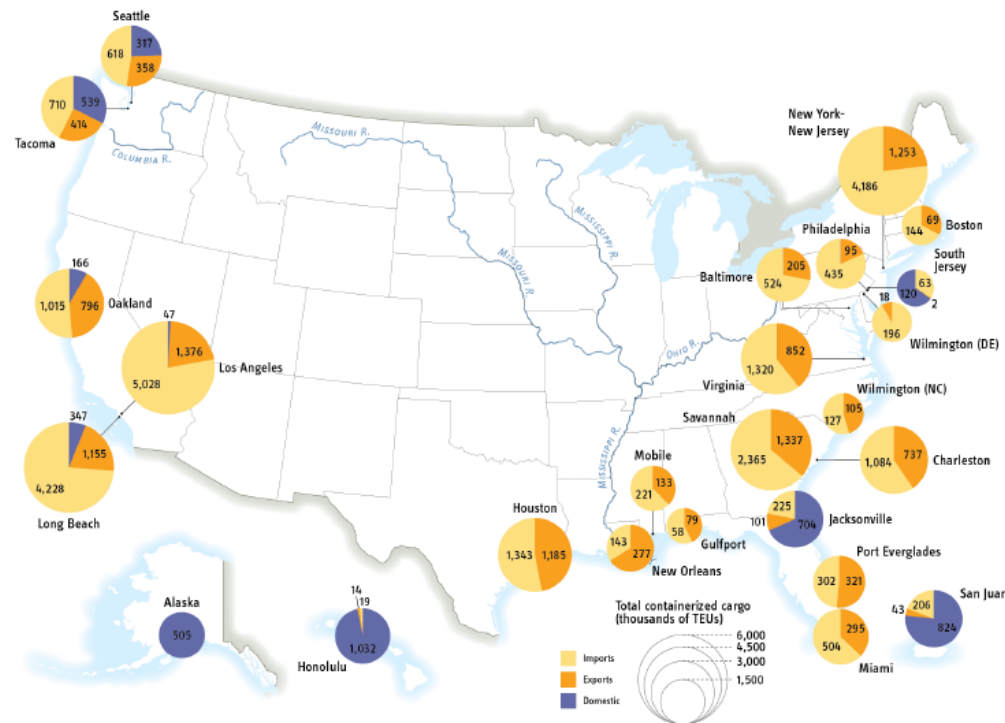 Seattle
618
317
358
710
539
414
Tacoma
COLUMBIA R.
MISSOURI R.
MISSOURI R.
MISSISSIPPI R.
MISSISSIPPI R.
OHIO R.
New York-
New Jersey
1,253
4,186
69
144
Boston
Philadelphia
95
435
South
Jersey
63
120
2
Baltimore
205
524
18
196
Wilmington (DE)
166
1,015
796
Oakland
47
1,376
5,028
Los Angeles
347
1,155
4,228
Long Beach
852
1,320
Virginia
Wilmington (NC)
105
127
Savannah
1,337
2,365
737
1,084
Charleston
Mobile
133
221
79
58
Gulfport
225
704
101
Jacksonville
1,343
1,185
Houston
143
277
New Orleans
Port Everglades
302
321
295
504
Miami
San Juan
206
43
824
Alaska
505
14
19
1,032
Honolulu
Total containerized cargo
(thousands of TEUs)
6,000
4,500
3,000
1,500
Imports
Exports
Domestic